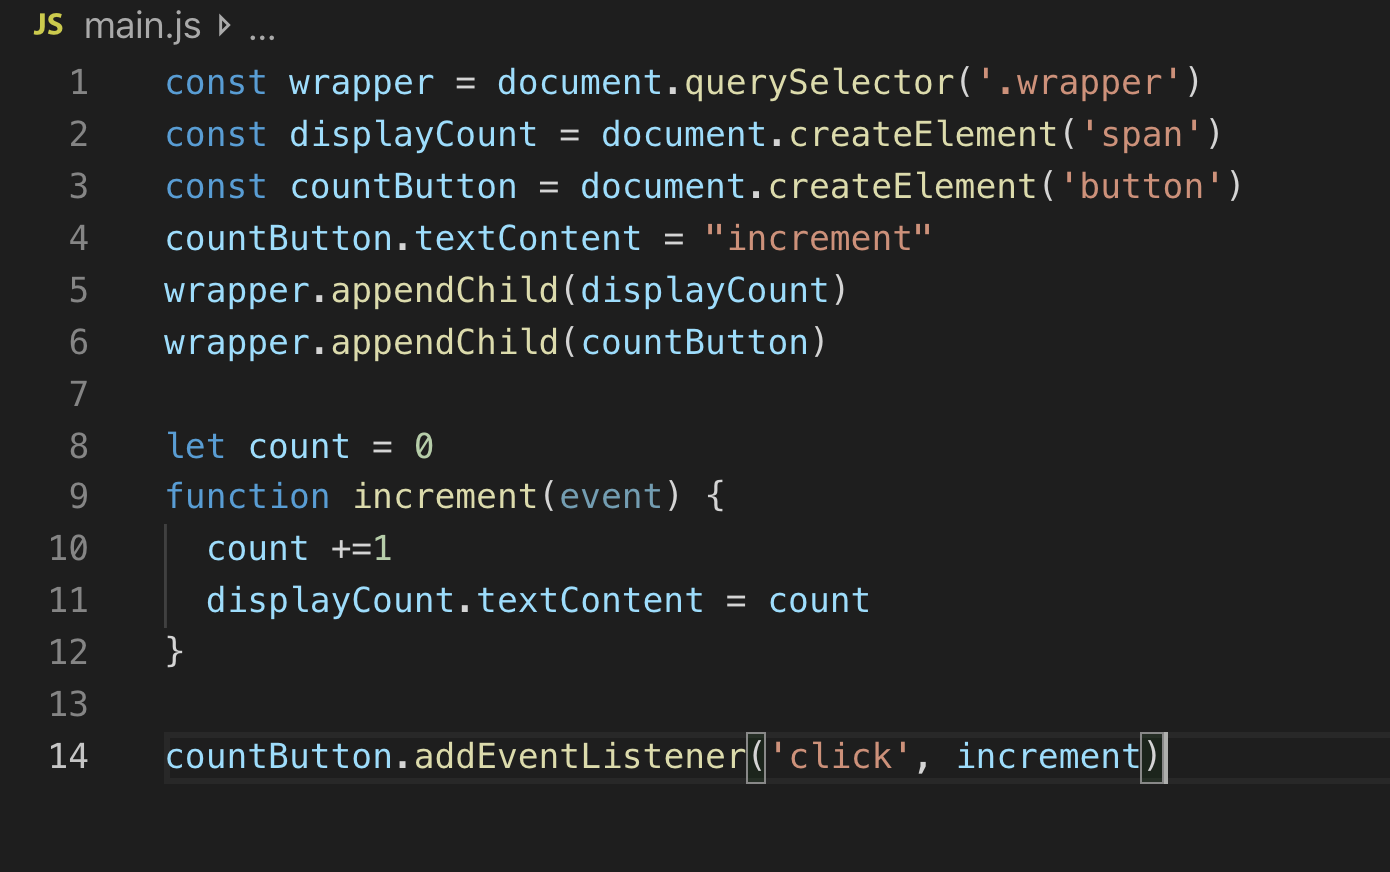 JS main.js ...
1 const wrapper = document.querySelector('.wrapper')
2 const displayCount = document.createElement('span')
3 const countButton = document.createElement('button')
4 countButton.textContent = "increment"
5 wrapper.appendChild(displayCount)
6 wrapper.appendChild(countButton)
7
8 let count = 0
9 function increment(event) {
10   count +=1
11   displayCount.textContent = count
12 }
13
14 countButton.addEventListener('click', increment)